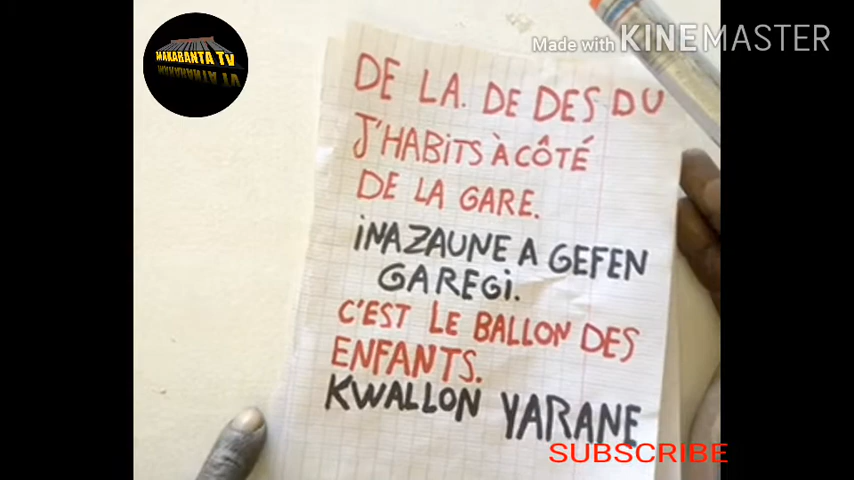 MAKARANTA TV
Made with KINEMASTER
DE LA. DE DES DU
J'HABITS À CÔTÉ
DE LA GARE.
iNAZAUNE A GEFEN
GAREGi.
C'EST LE BALLON DES
ENFANTS.
KWALLON YARANE
SUBSCRIBE